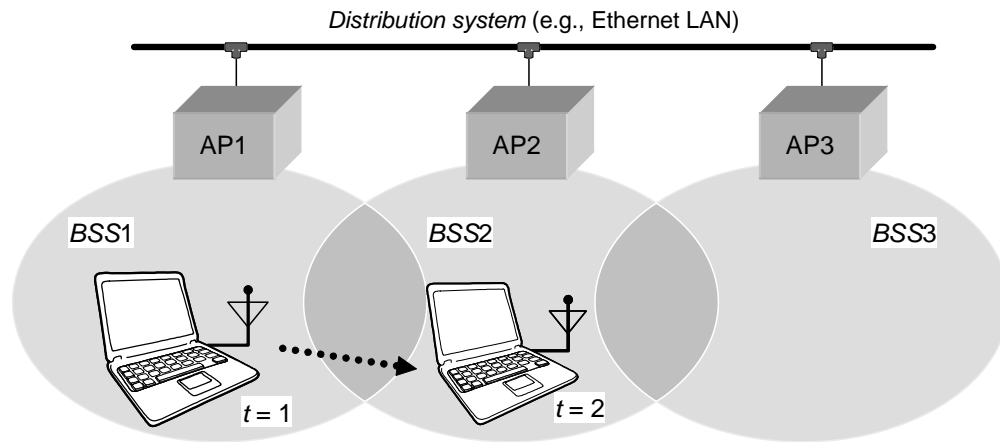 Distribution system (e.g., Ethernet LAN)
AP1
AP2
AP3
BSS1
BSS2
BSS3
t = 1
t = 2